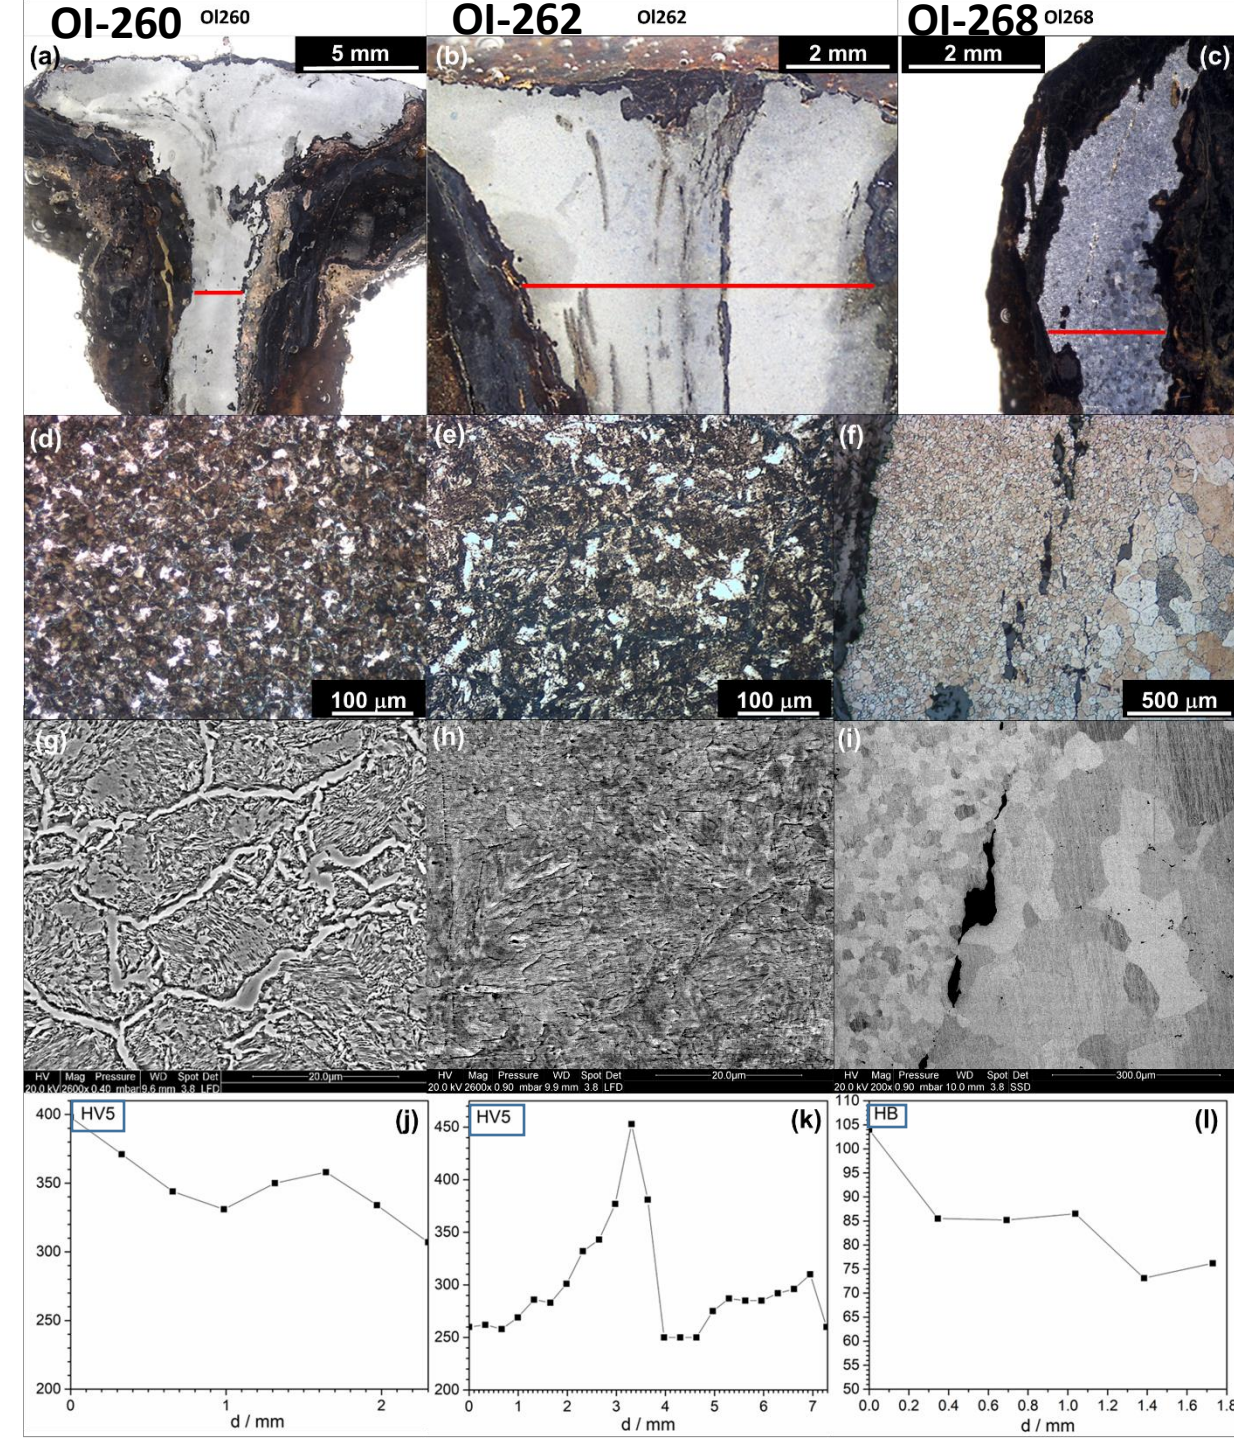 OI-260 Ol260
OI-262 Ol262
OI-268 Ol268
(a) 5 mm
(b) 2 mm
2 mm (c)
(d) 100 μm
(e) 100 μm
(f) 500 μm
(g)
HV Mag Pressure WD Spot Det 20.0μm
20.0 kV 2600x 0.40 mbar 9.6 mm 3.8 LFD
(h)
HV Mag Pressure WD Spot Det 20.0μm
20.0 kV 2600x 0.90 mbar 9.9 mm 3.8 LFD
(i)
HV Mag Pressure WD Spot Det 300.0μm
20.0 kV 200x 0.90 mbar 10.0 mm 3.8 SSD
HV5 (j)
400
350
300
250
200
0 1 2
d / mm
HV5 (k)
450
400
350
300
250
200
0 1 2 3 4 5 6 7
d / mm
HB (l)
110
105
100
95
90
85
80
75
70
65
60
55
50
0.0 0.2 0.4 0.6 0.8 1.0 1.2 1.4 1.6 1.8
d / mm